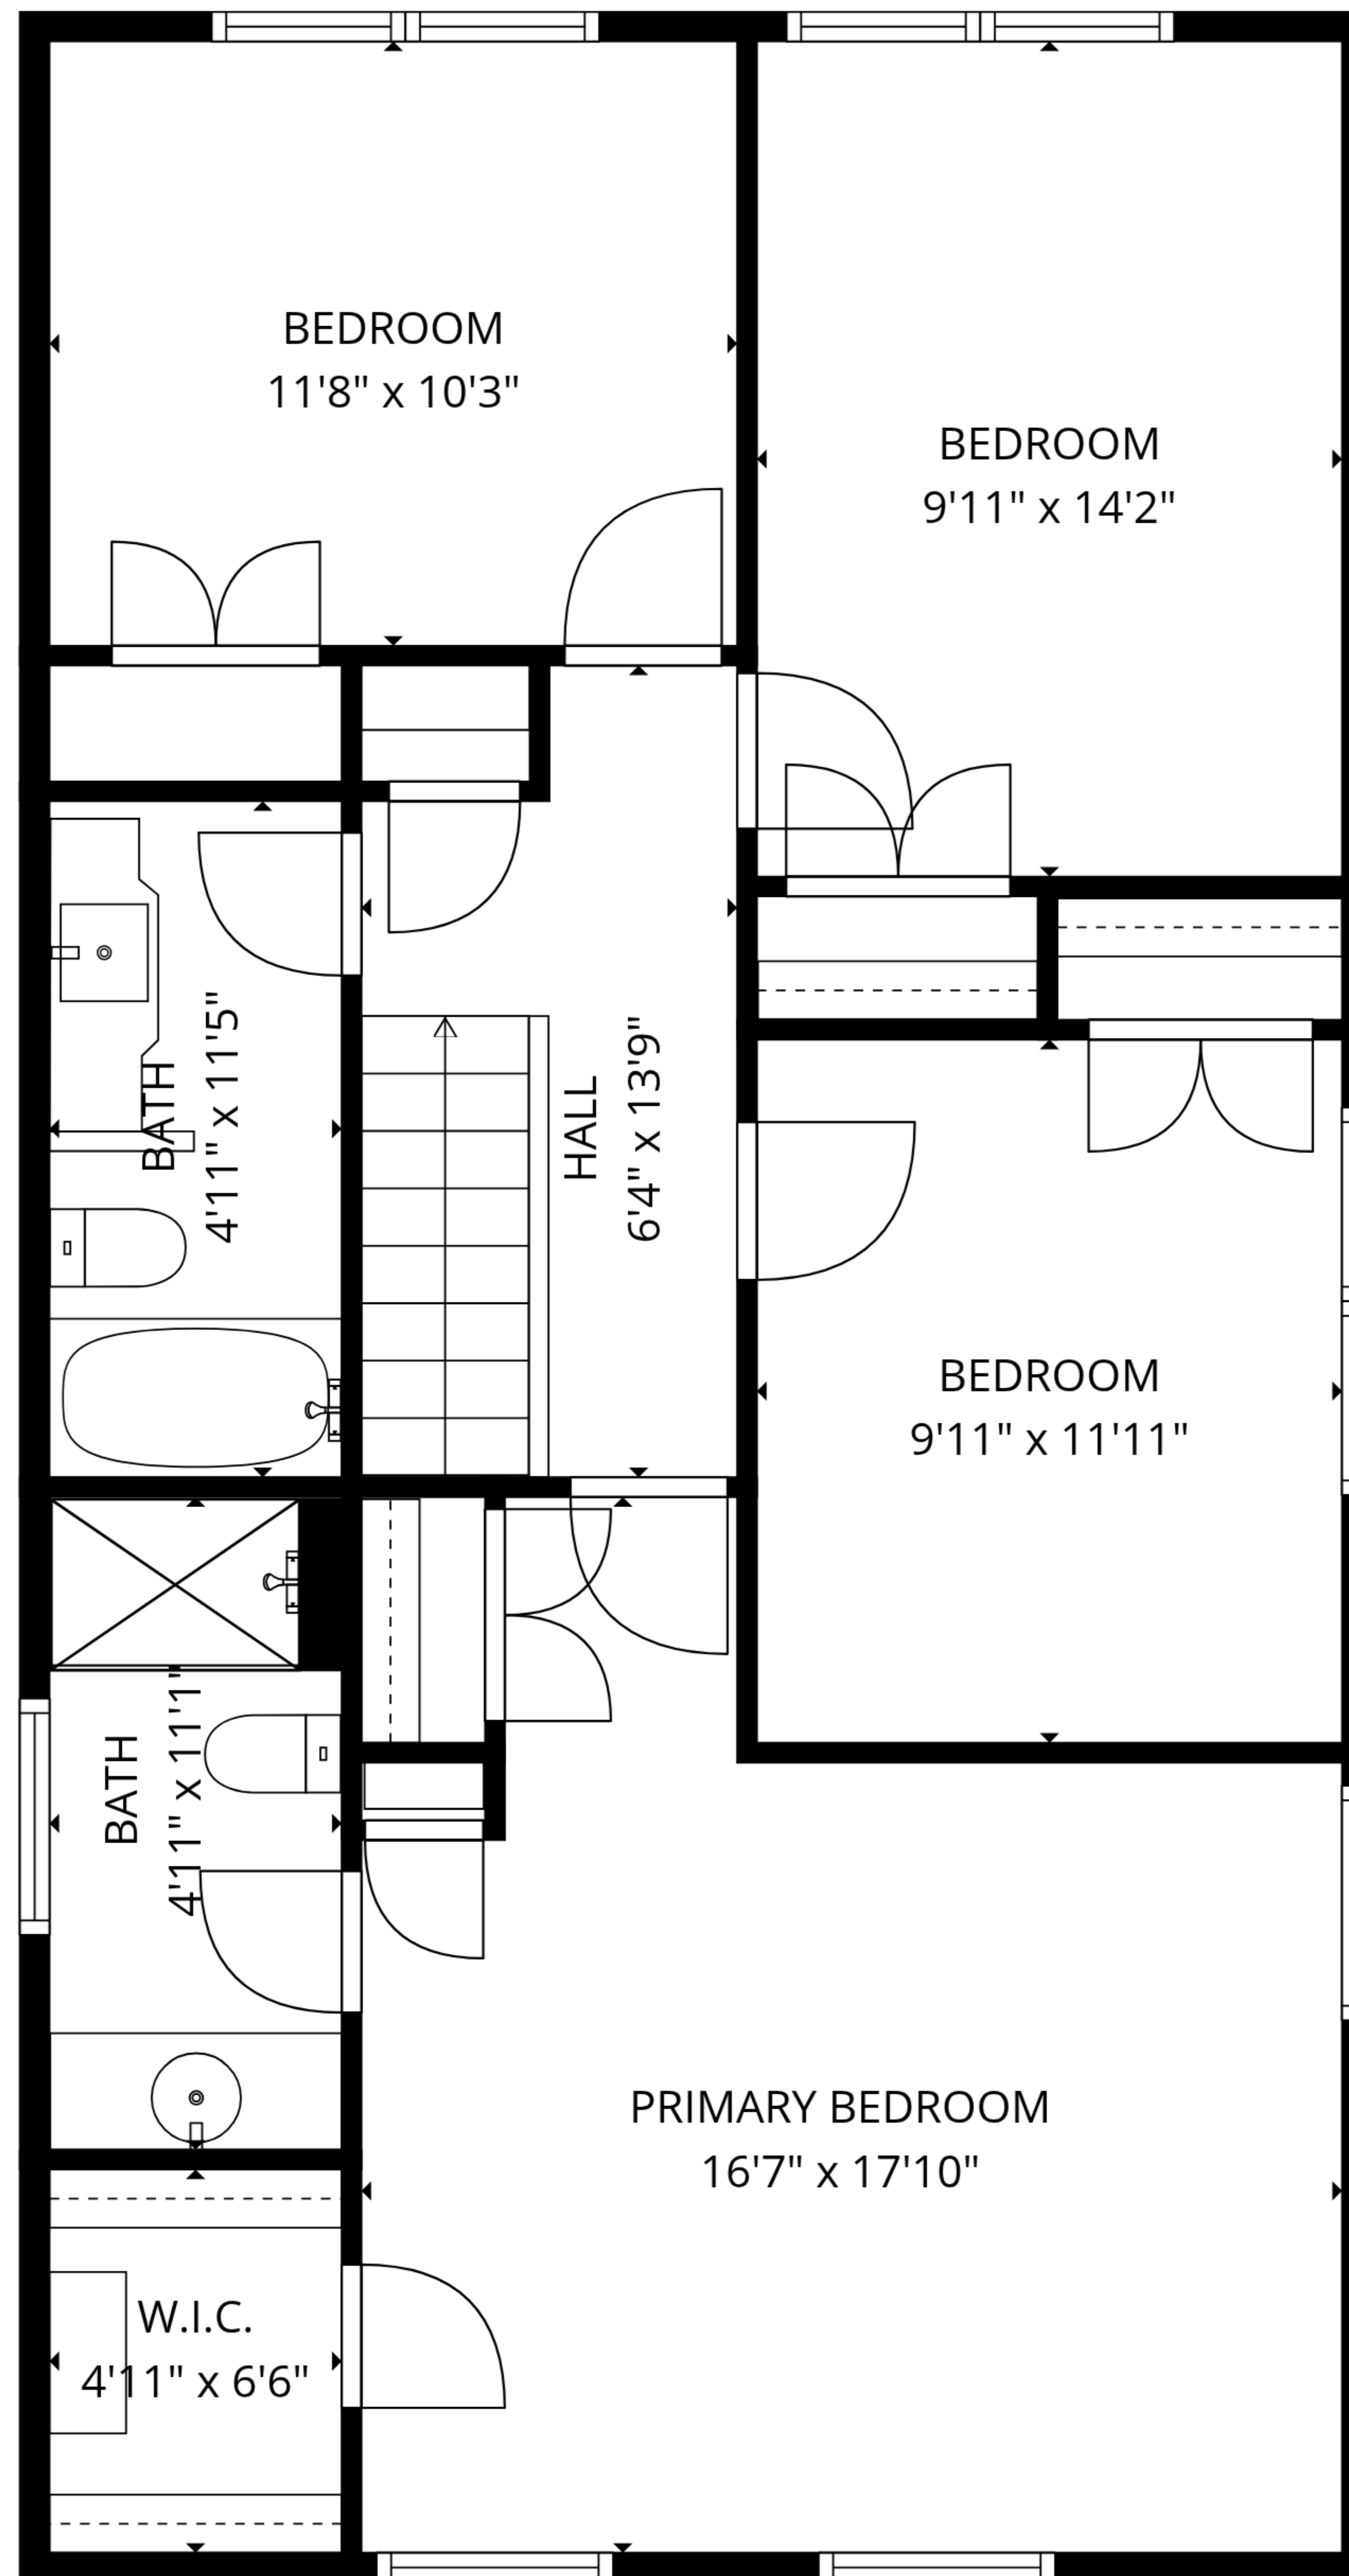 BEDROOM
11'8" x 10'3"
BEDROOM
9'11" x 14'2"
BATH
4'11" x 11'5"
HALL
6'4" x 13'9"
BEDROOM
9'11" x 11'11"
BATH
4'11" x 11'1"
PRIMARY BEDROOM
16'7" x 17'10"
W.I.C.
4'11" x 6'6"